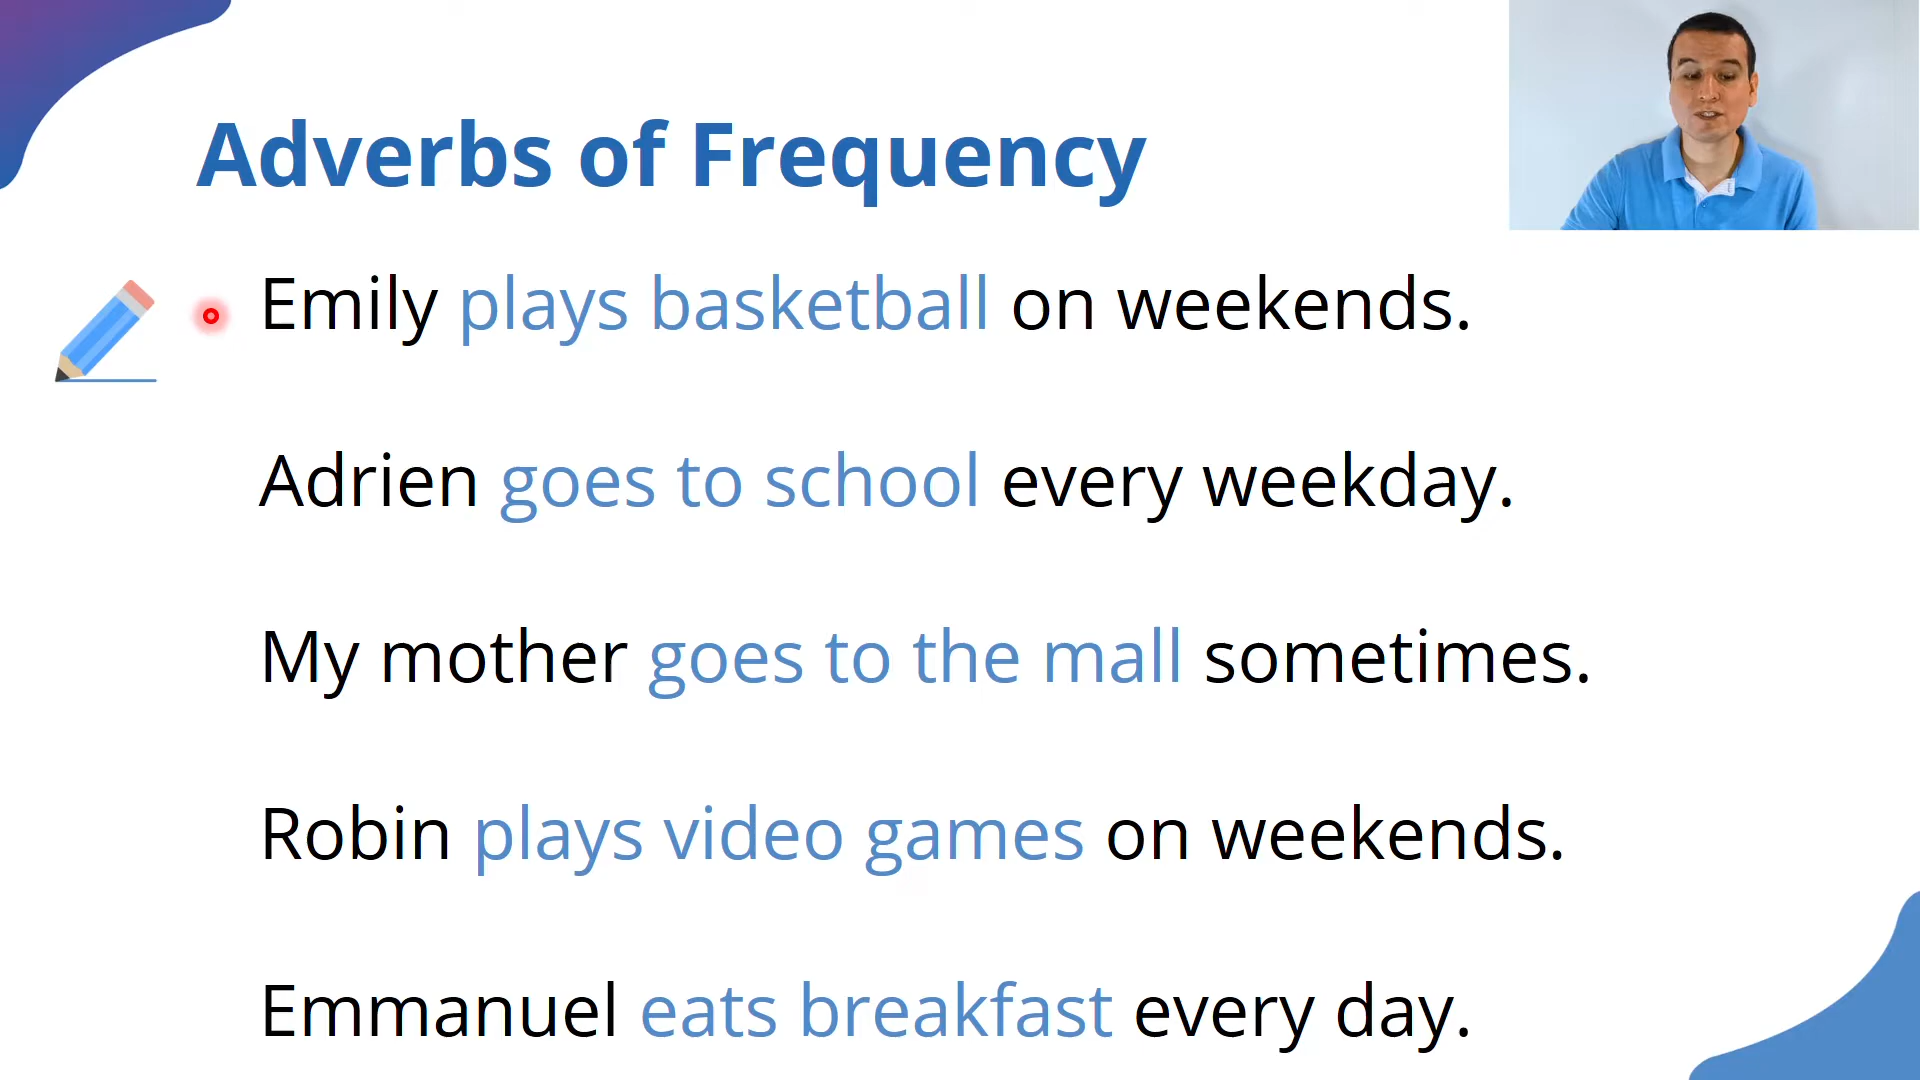 Adverbs of Frequency
Emily plays basketball on weekends.
Adrien goes to school every weekday.
My mother goes to the mall sometimes.
Robin plays video games on weekends.
Emmanuel eats breakfast every day.